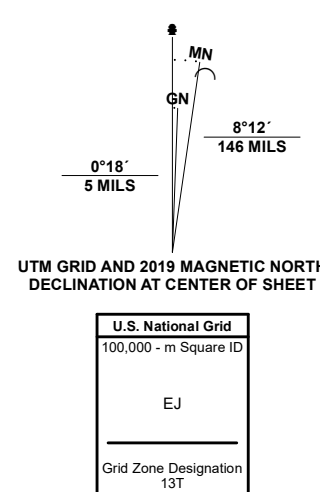 MN
GN
8°12´
146 MILS
0°18´
5 MILS
UTM GRID AND 2019 MAGNETIC NORTH
DECLINATION AT CENTER OF SHEET
U.S. National Grid
100,000 - m Square ID
EJ
Grid Zone Designation
13T